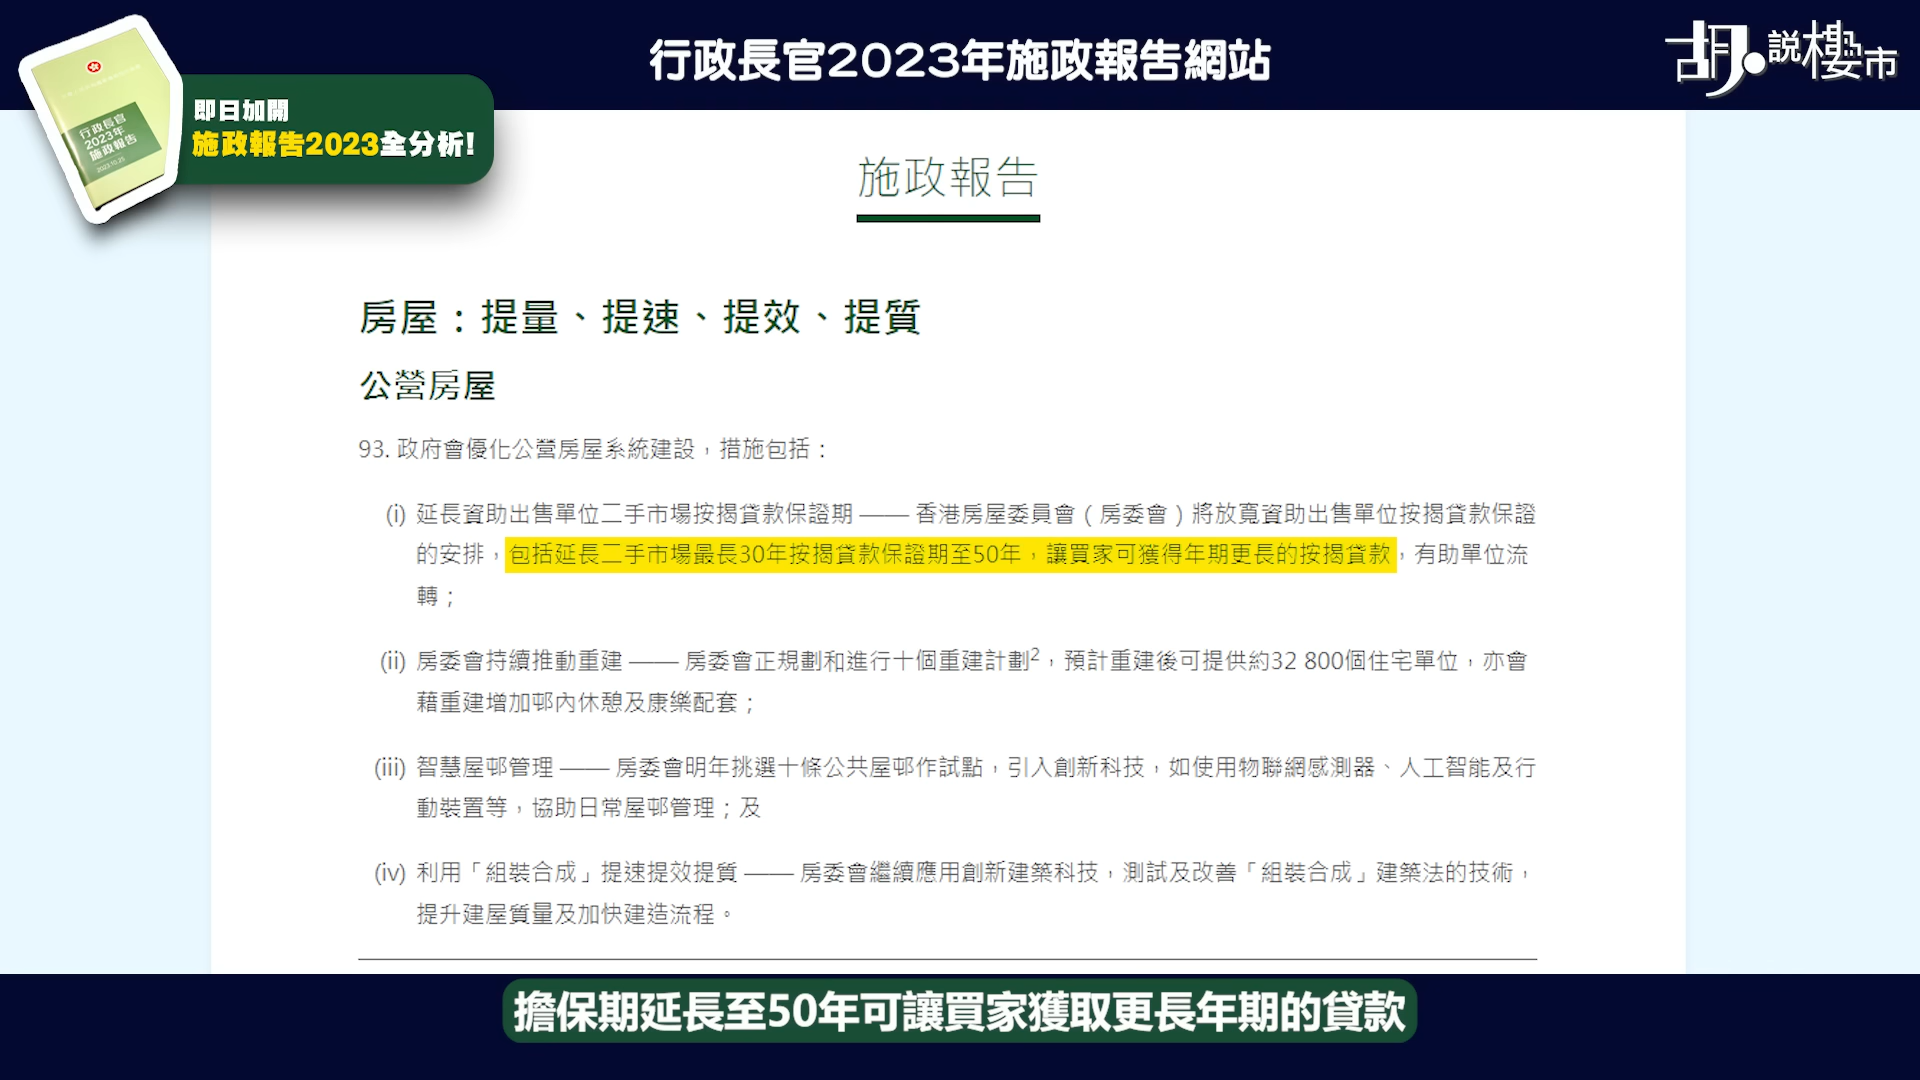 行政長官2023年施政報告網站
胡.說樓市
行政長官
2023年
施政報告
2023.10.25
即日加開
施政報告2023全分析!
施政報告
房屋：提量、提速、提效、提質
公營房屋
93. 政府會優化公營房屋系統建設，措施包括：
(i) 延長資助出售單位二手市場按揭貸款保證期 —— 香港房屋委員會（房委會）將放寬資助出售單位按揭貸款保證
的安排，包括延長二手市場最長30年按揭貸款保證期至50年，讓買家可獲得年期更長的按揭貸款，有助單位流
轉；
(ii) 房委會持續推動重建 —— 房委會正規劃和進行十個重建計劃2，預計重建後可提供約32 800個住宅單位，亦會
藉重建增加邨內休憩及康樂配套；
(iii) 智慧屋邨管理 —— 房委會明年挑選十條公共屋邨作試點，引入創新科技，如使用物聯網感測器、人工智能及行
動裝置等，協助日常屋邨管理；及
(iv) 利用「組裝合成」提速提效提質 —— 房委會繼續應用創新建築科技，測試及改善「組裝合成」建築法的技術，
提升建屋質量及加快建造流程。
擔保期延長至50年可讓買家獲取更長年期的貸款